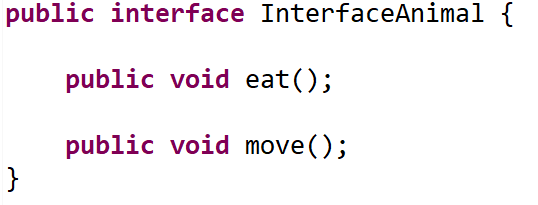 public interface InterfaceAnimal {
public void eat();
public void move();
}